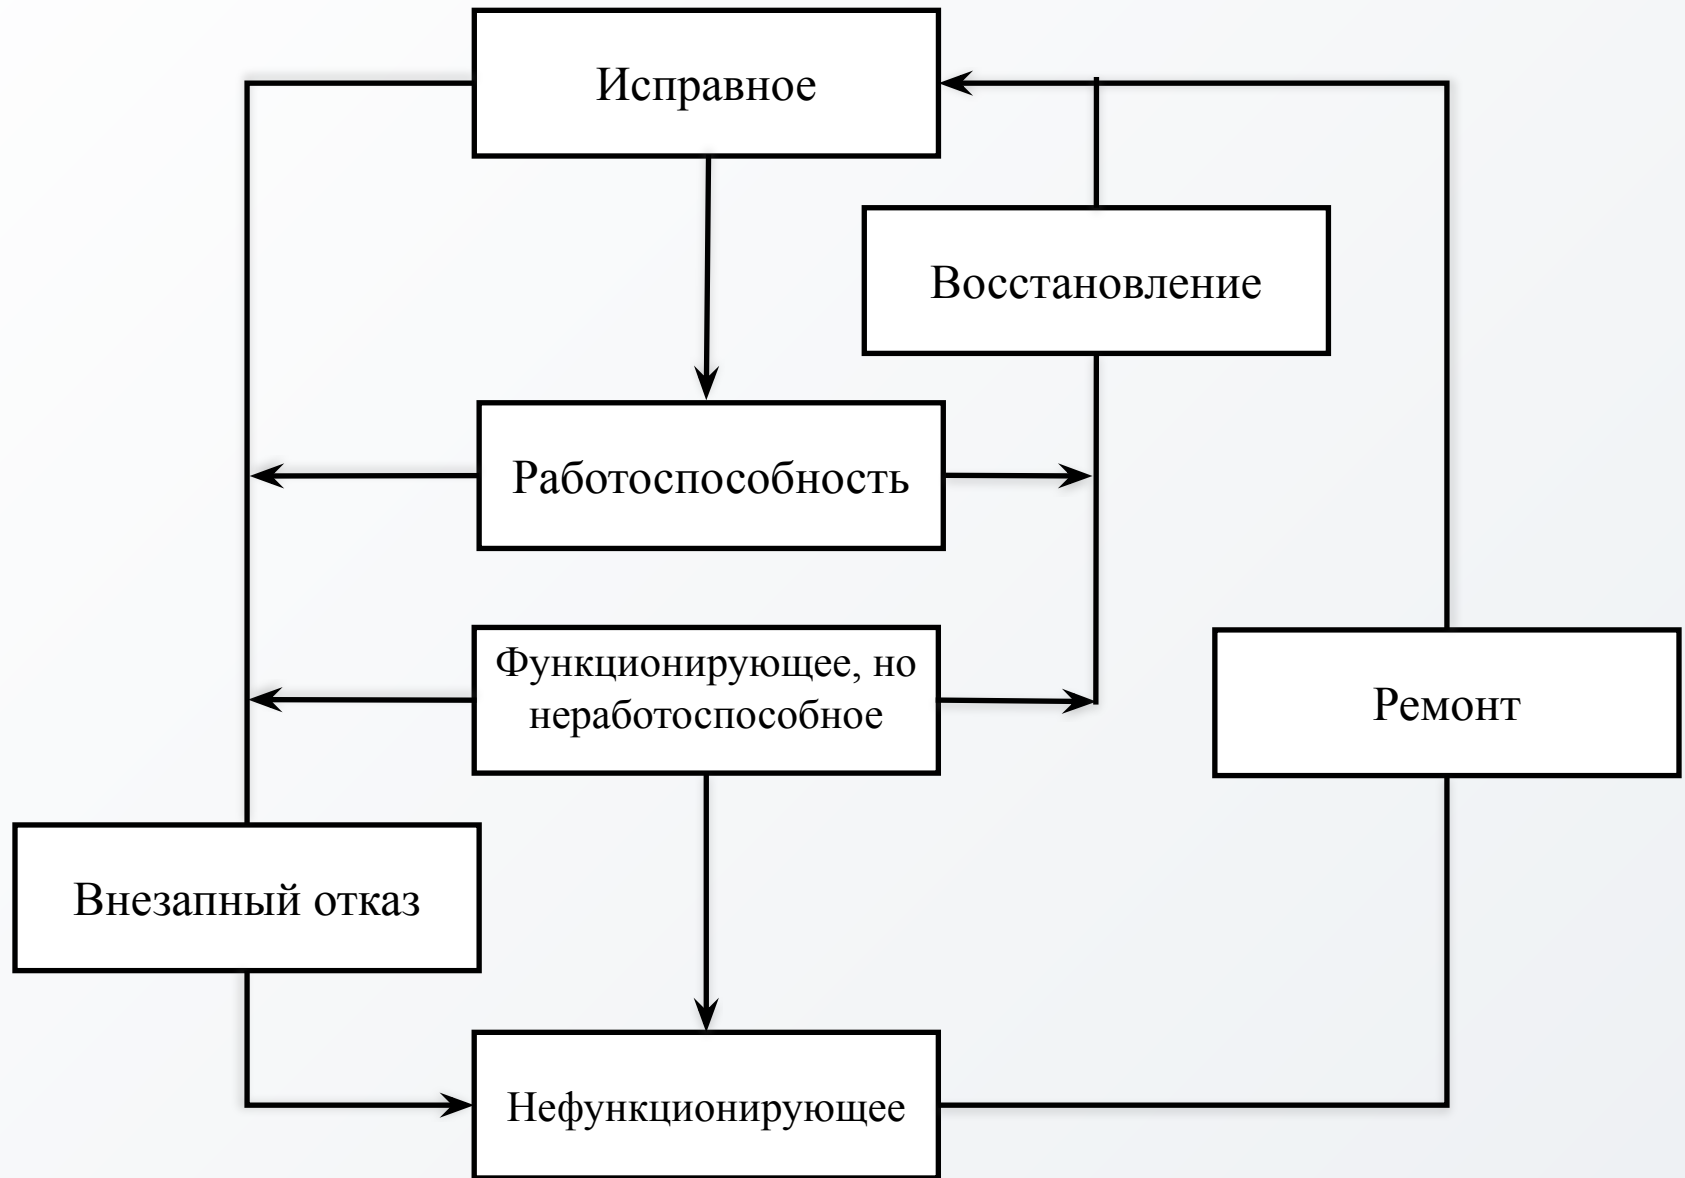 Исправное
Восстановление
Работоспособность
Функционирующее, но
неработоспособное
Ремонт
Внезапный отказ
Нефункционирующее